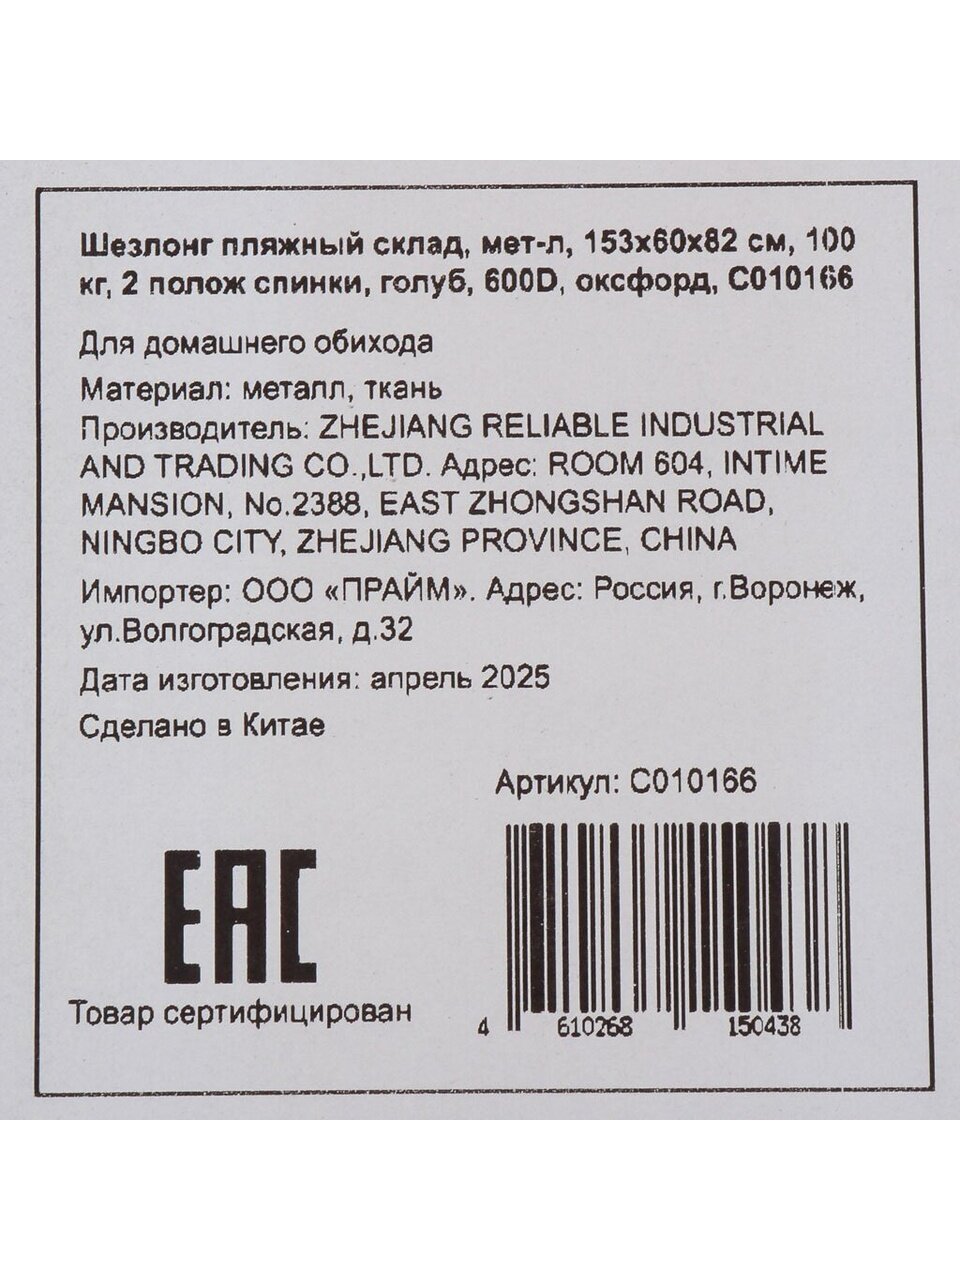 Шезлонг пляжный склад, мет-л, 153х60х82 см, 100
кг, 2 полож спинки, голуб, 600D, оксфорд, С010166
Для домашнего обихода
Материал: металл, ткань
Производитель: ZHEJIANG RELIABLE INDUSTRIAL
AND TRADING CO.,LTD. Адрес: ROOM 604, INTIME
MANSION, No.2388, EAST ZHONGSHAN ROAD,
NINGBO CITY, ZHEJIANG PROVINCE, CHINA
Импортер: ООО «ПРАЙМ». Адрес: Россия, г.Воронеж,
ул.Волгоградская, д.32
Дата изготовления: апрель 2025
Сделано в Китае
Артикул: С010166
EAC
Товар сертифицирован
4 610268 150438